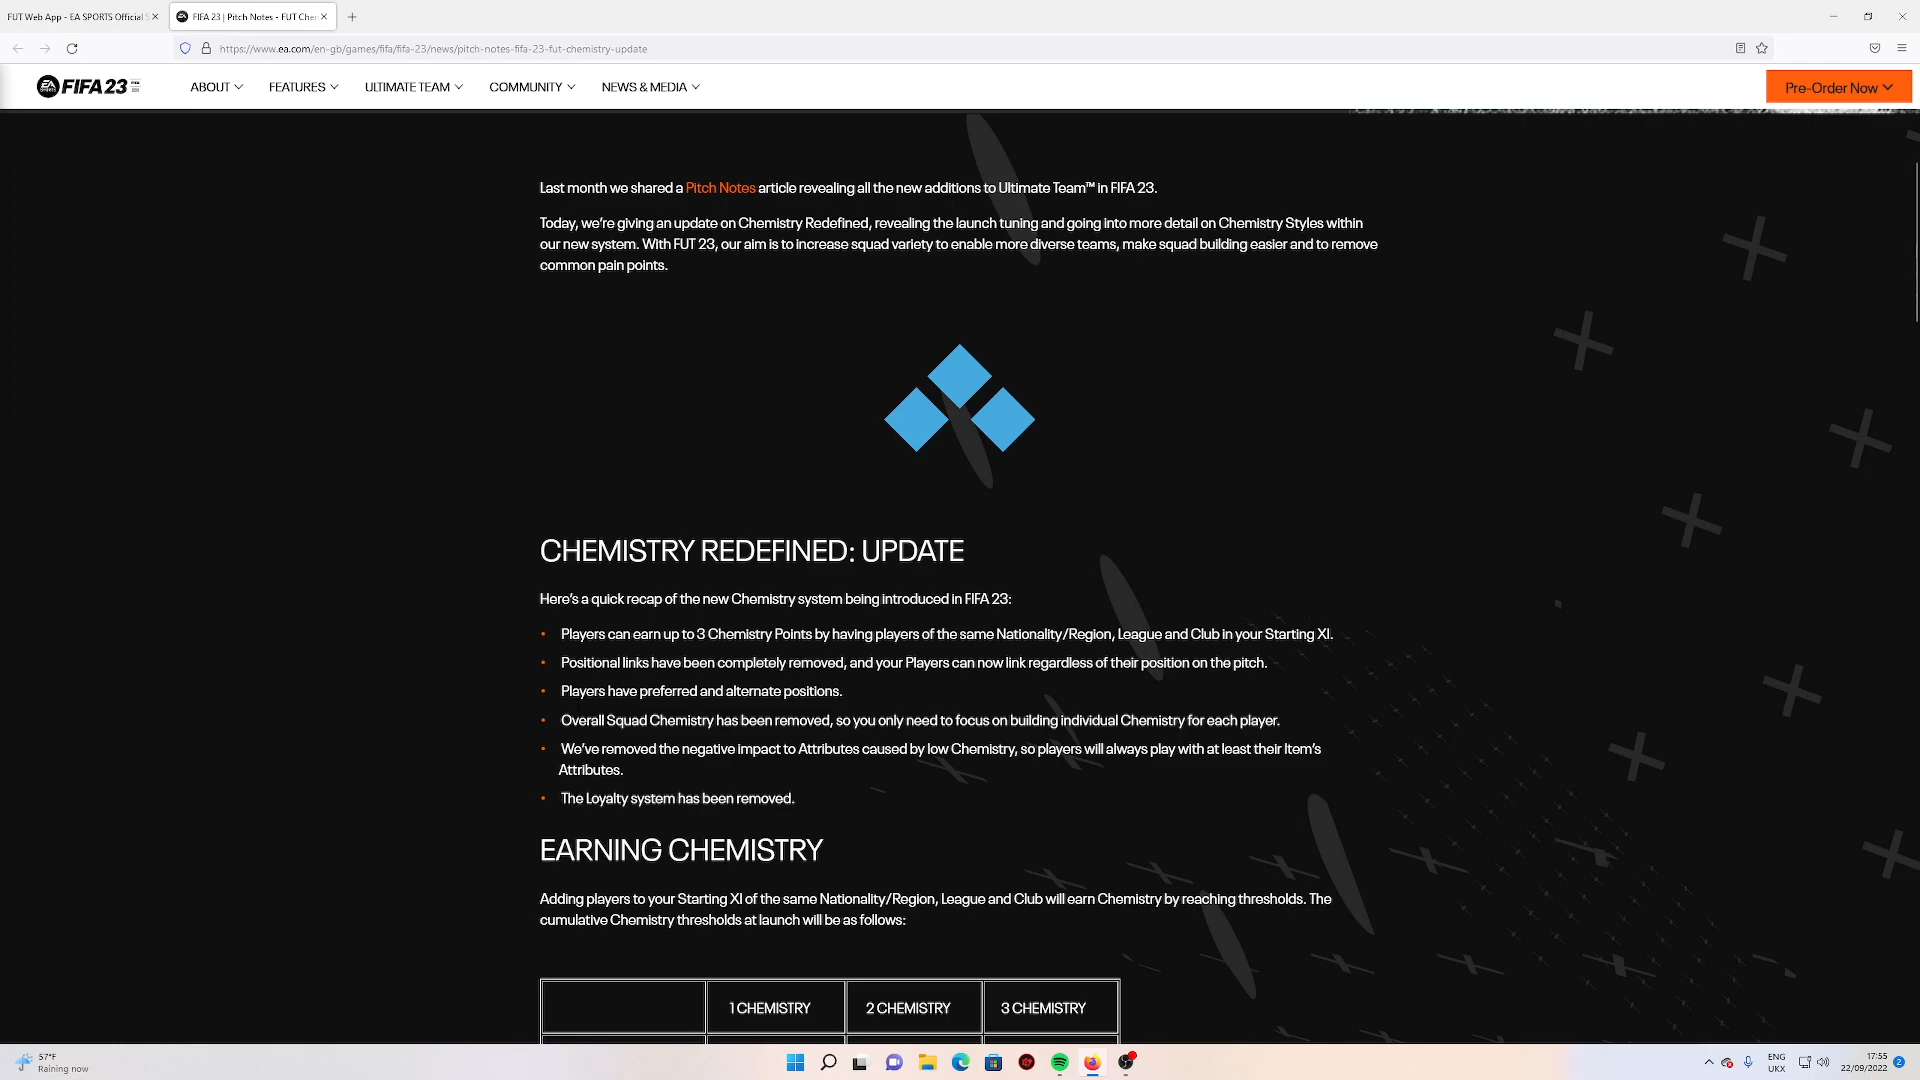 FUT Web App - EA SPORTS Official S
FIFA 23 | Pitch Notes - FUT Chem
https://www.ea.com/en-gb/games/fifa/fifa-23/news/pitch-notes-fifa-23-fut-chemistry-update
EA SPORTS FIFA 23
ABOUT
FEATURES
ULTIMATE TEAM
COMMUNITY
NEWS & MEDIA
Pre-Order Now
Last month we shared a Pitch Notes article revealing all the new additions to Ultimate Team™ in FIFA 23.
Today, we're giving an update on Chemistry Redefined, revealing the launch tuning and going into more detail on Chemistry Styles within
our new system. With FUT 23, our aim is to increase squad variety to enable more diverse teams, make squad building easier and to remove
common pain points.
CHEMISTRY REDEFINED: UPDATE
Here's a quick recap of the new Chemistry system being introduced in FIFA 23:
• Players can earn up to 3 Chemistry Points by having players of the same Nationality/Region, League and Club in your Starting XI.
• Positional links have been completely removed, and your Players can now link regardless of their position on the pitch.
• Players have preferred and alternate positions.
• Overall Squad Chemistry has been removed, so you only need to focus on building individual Chemistry for each player.
• We've removed the negative impact to Attributes caused by low Chemistry, so players will always play with at least their Item's
Attributes.
• The Loyalty system has been removed.
EARNING CHEMISTRY
Adding players to your Starting XI of the same Nationality/Region, League and Club will earn Chemistry by reaching thresholds. The
cumulative Chemistry thresholds at launch will be as follows:
1 CHEMISTRY
2 CHEMISTRY
3 CHEMISTRY
57°F
Raining now
ENG
UKX
17:55
22/09/2022
2